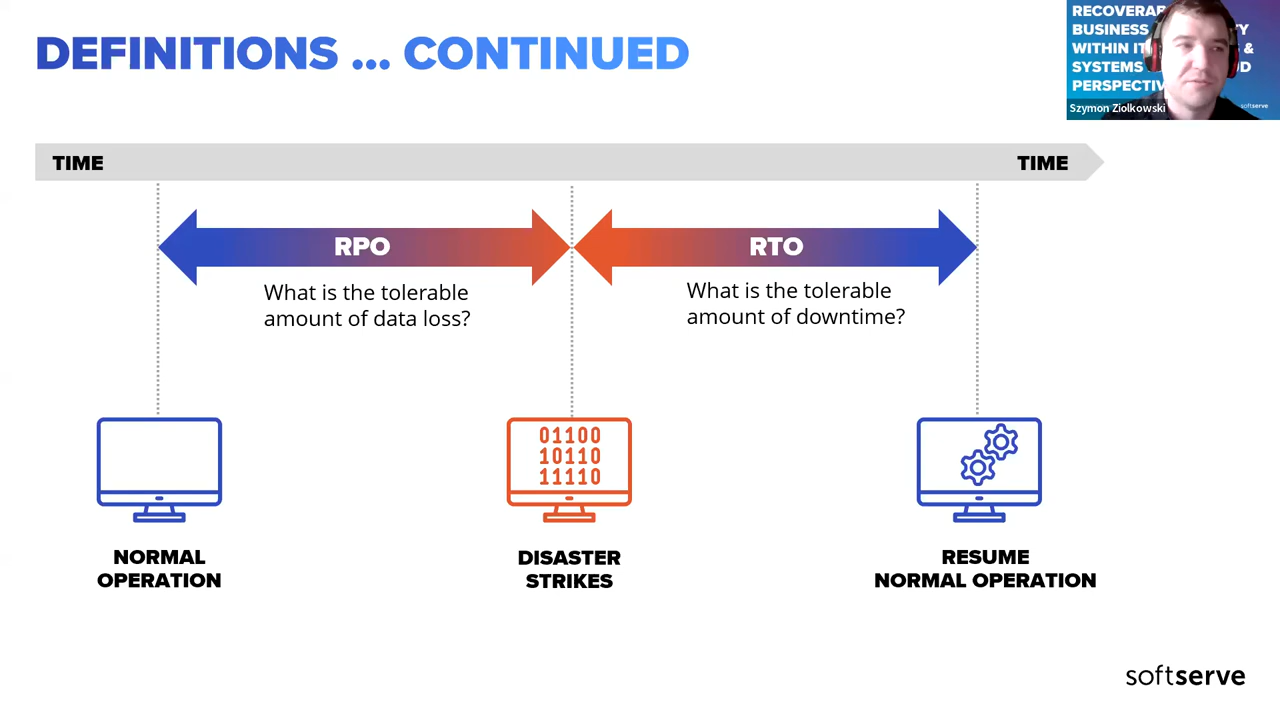 DEFINITIONS ... CONTINUED
RECOVERAB
BUSINESS Y
WITHIN IT &
SYSTEMS D
PERSPECTIV
softserve
Szymon Ziolkowski
TIME TIME
RPO RTO
What is the tolerable
amount of data loss?
What is the tolerable
amount of downtime?
01100
10110
11110
NORMAL
OPERATION
DISASTER
STRIKES
RESUME
NORMAL OPERATION
softserve